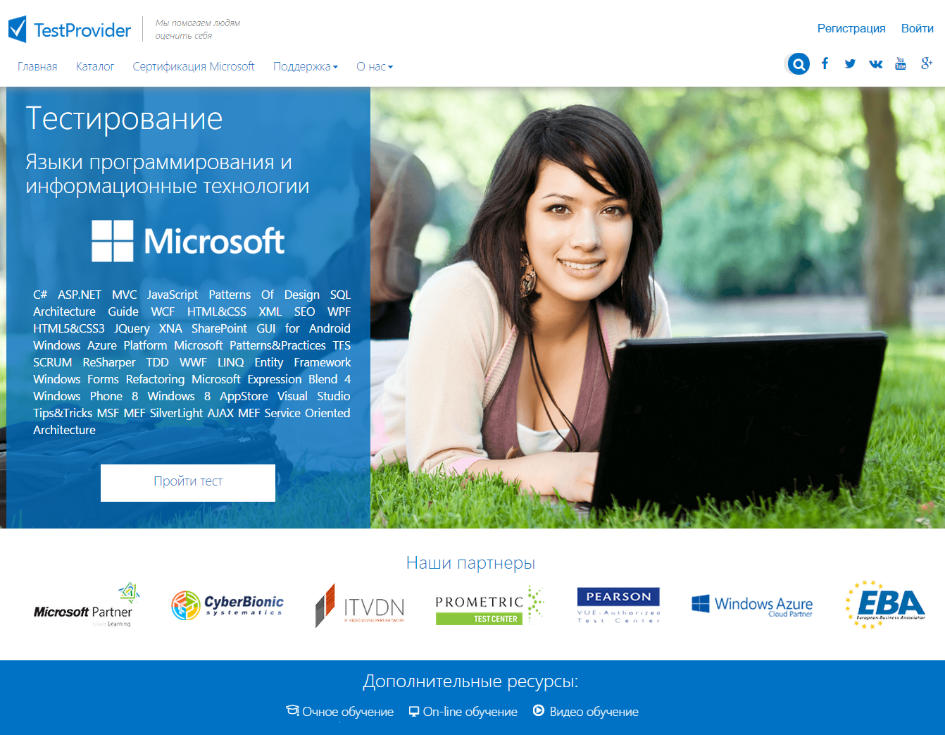 TestProvider
Мы помогаем людям
оценить себя
Регистрация Войти
Главная Каталог Сертификация Microsoft Поддержка О нас
Тестирование
Языки программирования и
информационные технологии
Microsoft
C# ASP.NET MVC JavaScript Patterns Of Design SQL
Architecture Guide WCF HTML&CSS XML SEO WPF
HTML5&CSS3 JQuery XNA SharePoint GUI for Android
Windows Azure Platform Microsoft Patterns&Practices TFS
SCRUM ReSharper TDD WWF LINQ Entity Framework
Windows Forms Refactoring Microsoft Expression Blend 4
Windows Phone 8 Windows 8 AppStore Visual Studio
Tips&Tricks MSF MEF SilverLight AJAX MEF Service Oriented
Architecture
Пройти тест
Наши партнеры
Microsoft Partner
Learning
CyberBionic
systematics
ITVDN
PROMETRIC
TEST CENTER
PEARSON
VUE-Authorized
Test Center
Windows Azure
Cloud Partner
EBA
European Business Association
Дополнительные ресурсы:
Очное обучение On-line обучение Видео обучение